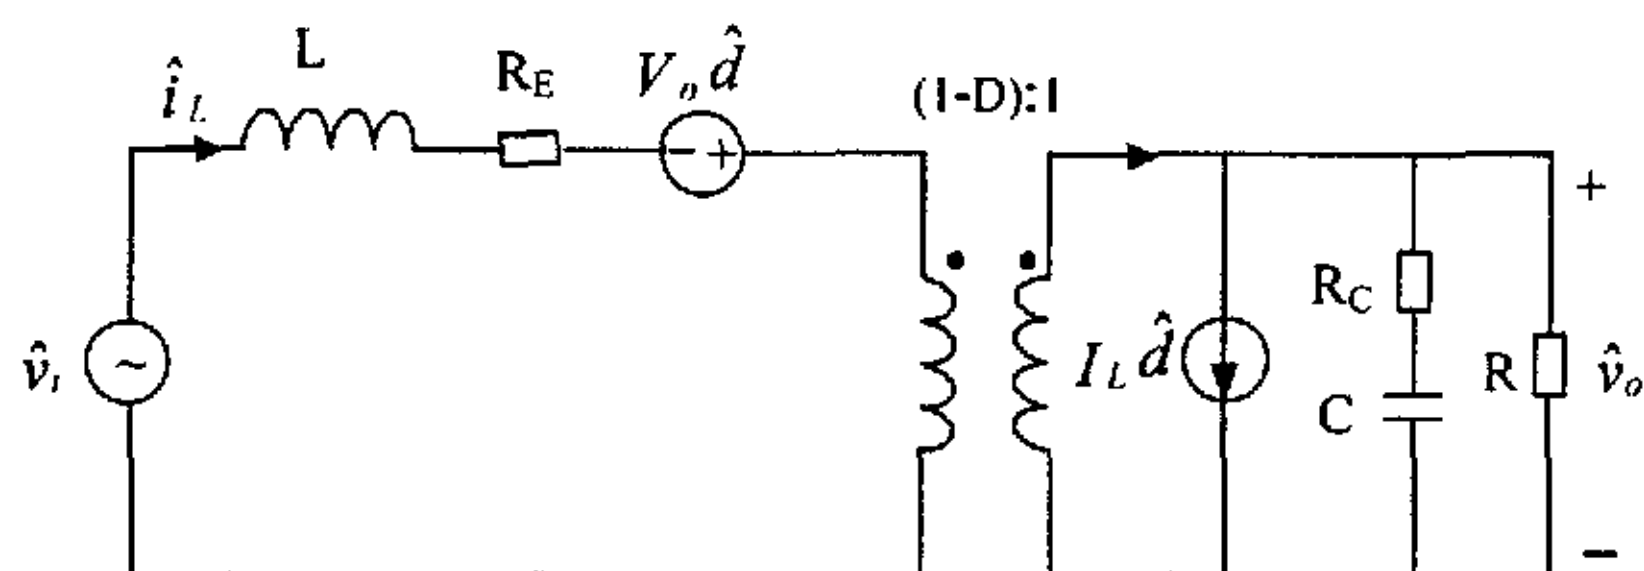 L
R_E
V_o d̂
(1-D):1
î_L
+
R_C
I_L d̂
R
v̂_o
v̂_i
~
C
- +
−